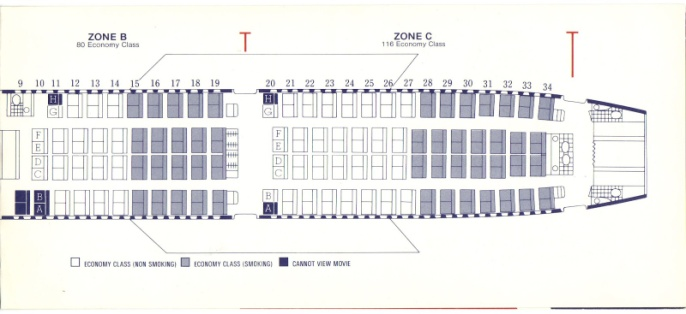 ZONE B
80 Economy Class
ZONE C
116 Economy Class
9 10 11 12 13 14 15 16 17 18 19 20 21 22 23 24 25 26 27 28 29 30 31 32 33 34
H H
G G
F F
E E
D D
C C
B B
A A
ECONOMY CLASS (NON SMOKING) ECONOMY CLASS (SMOKING) CANNOT VIEW MOVIE